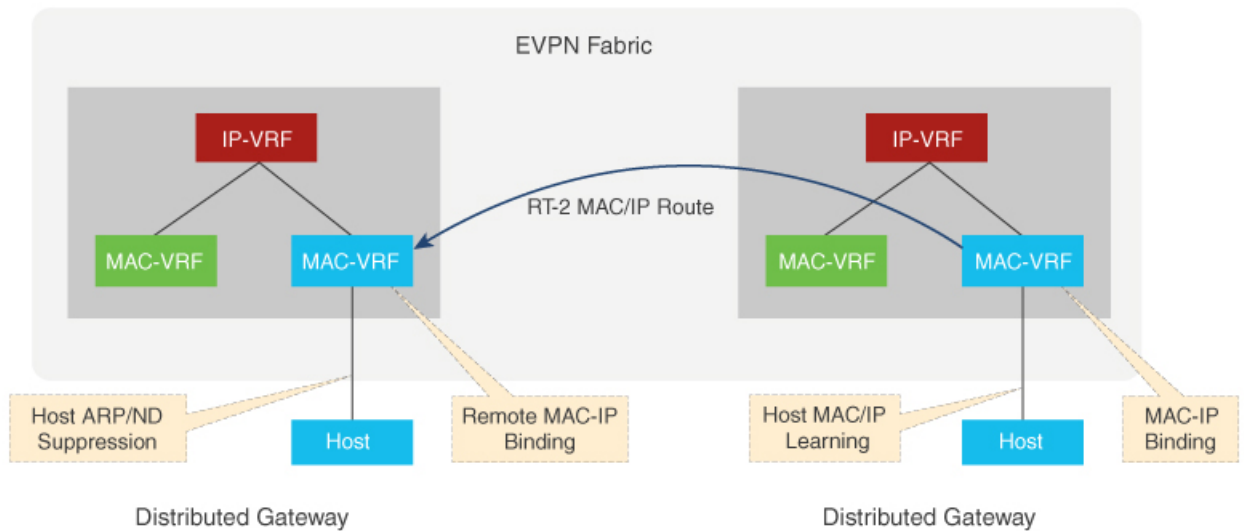 EVPN Fabric
IP-VRF
IP-VRF
RT-2 MAC/IP Route
MAC-VRF
MAC-VRF
MAC-VRF
MAC-VRF
Host ARP/ND
Suppression
Host
Remote MAC-IP
Binding
Host MAC/IP
Learning
Host
MAC-IP
Binding
Distributed Gateway
Distributed Gateway